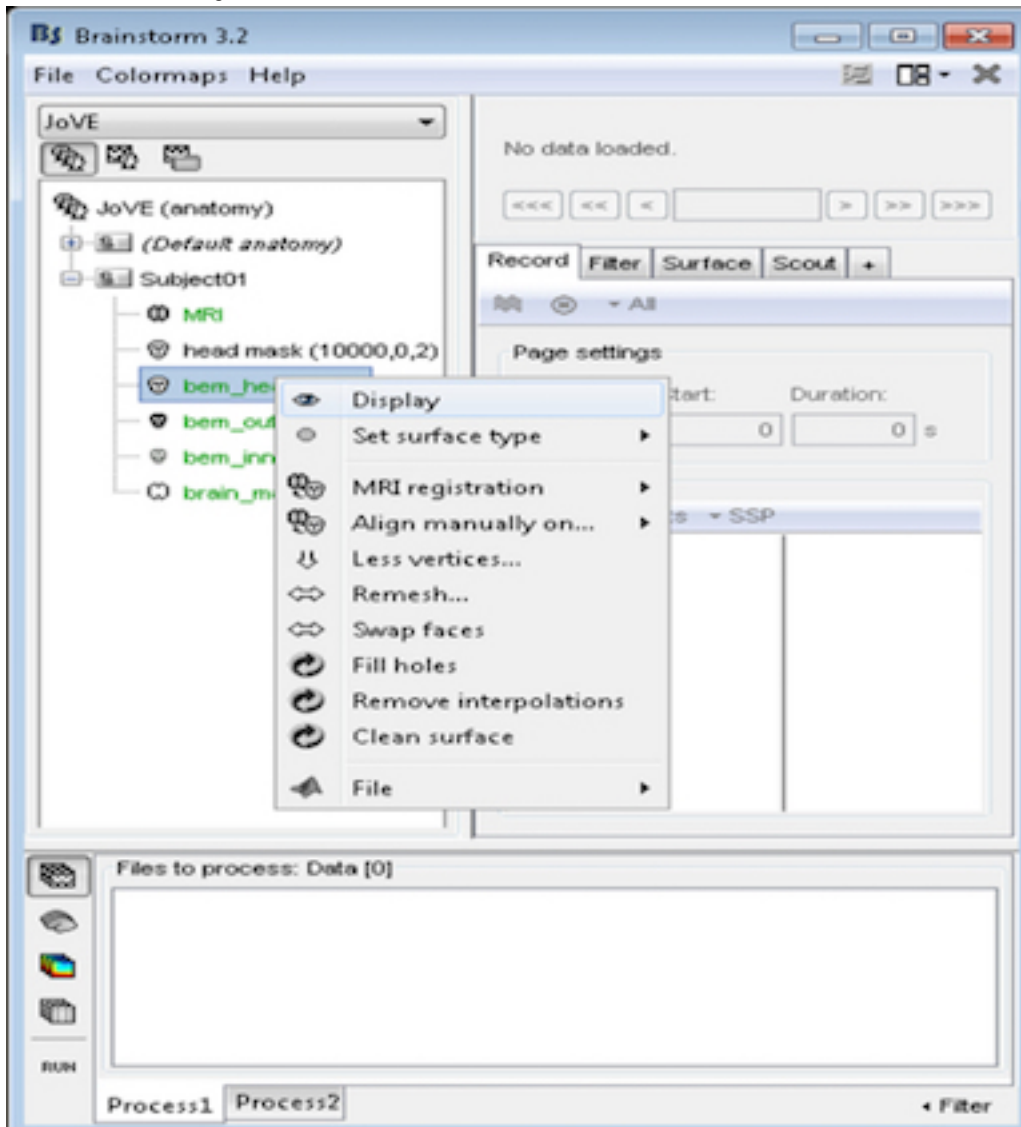 Brainstorm 3.2
File Colormaps Help
JoVE
No data loaded.
<<< << < > >> >>>
JoVE (anatomy)
(Default anatomy)
Subject01
MRI
head mask (10000,0,2)
bem_he
bem_out
bem_inn
brain_m
Record Filter Surface Scout +
All
Page settings
Start: Duration:
0 0 s
s SSP
Display
Set surface type
MRI registration
Align manually on...
Less vertices...
Remesh...
Swap faces
Fill holes
Remove interpolations
Clean surface
File
Files to process: Data [0]
RUN
Process1 Process2
Filter